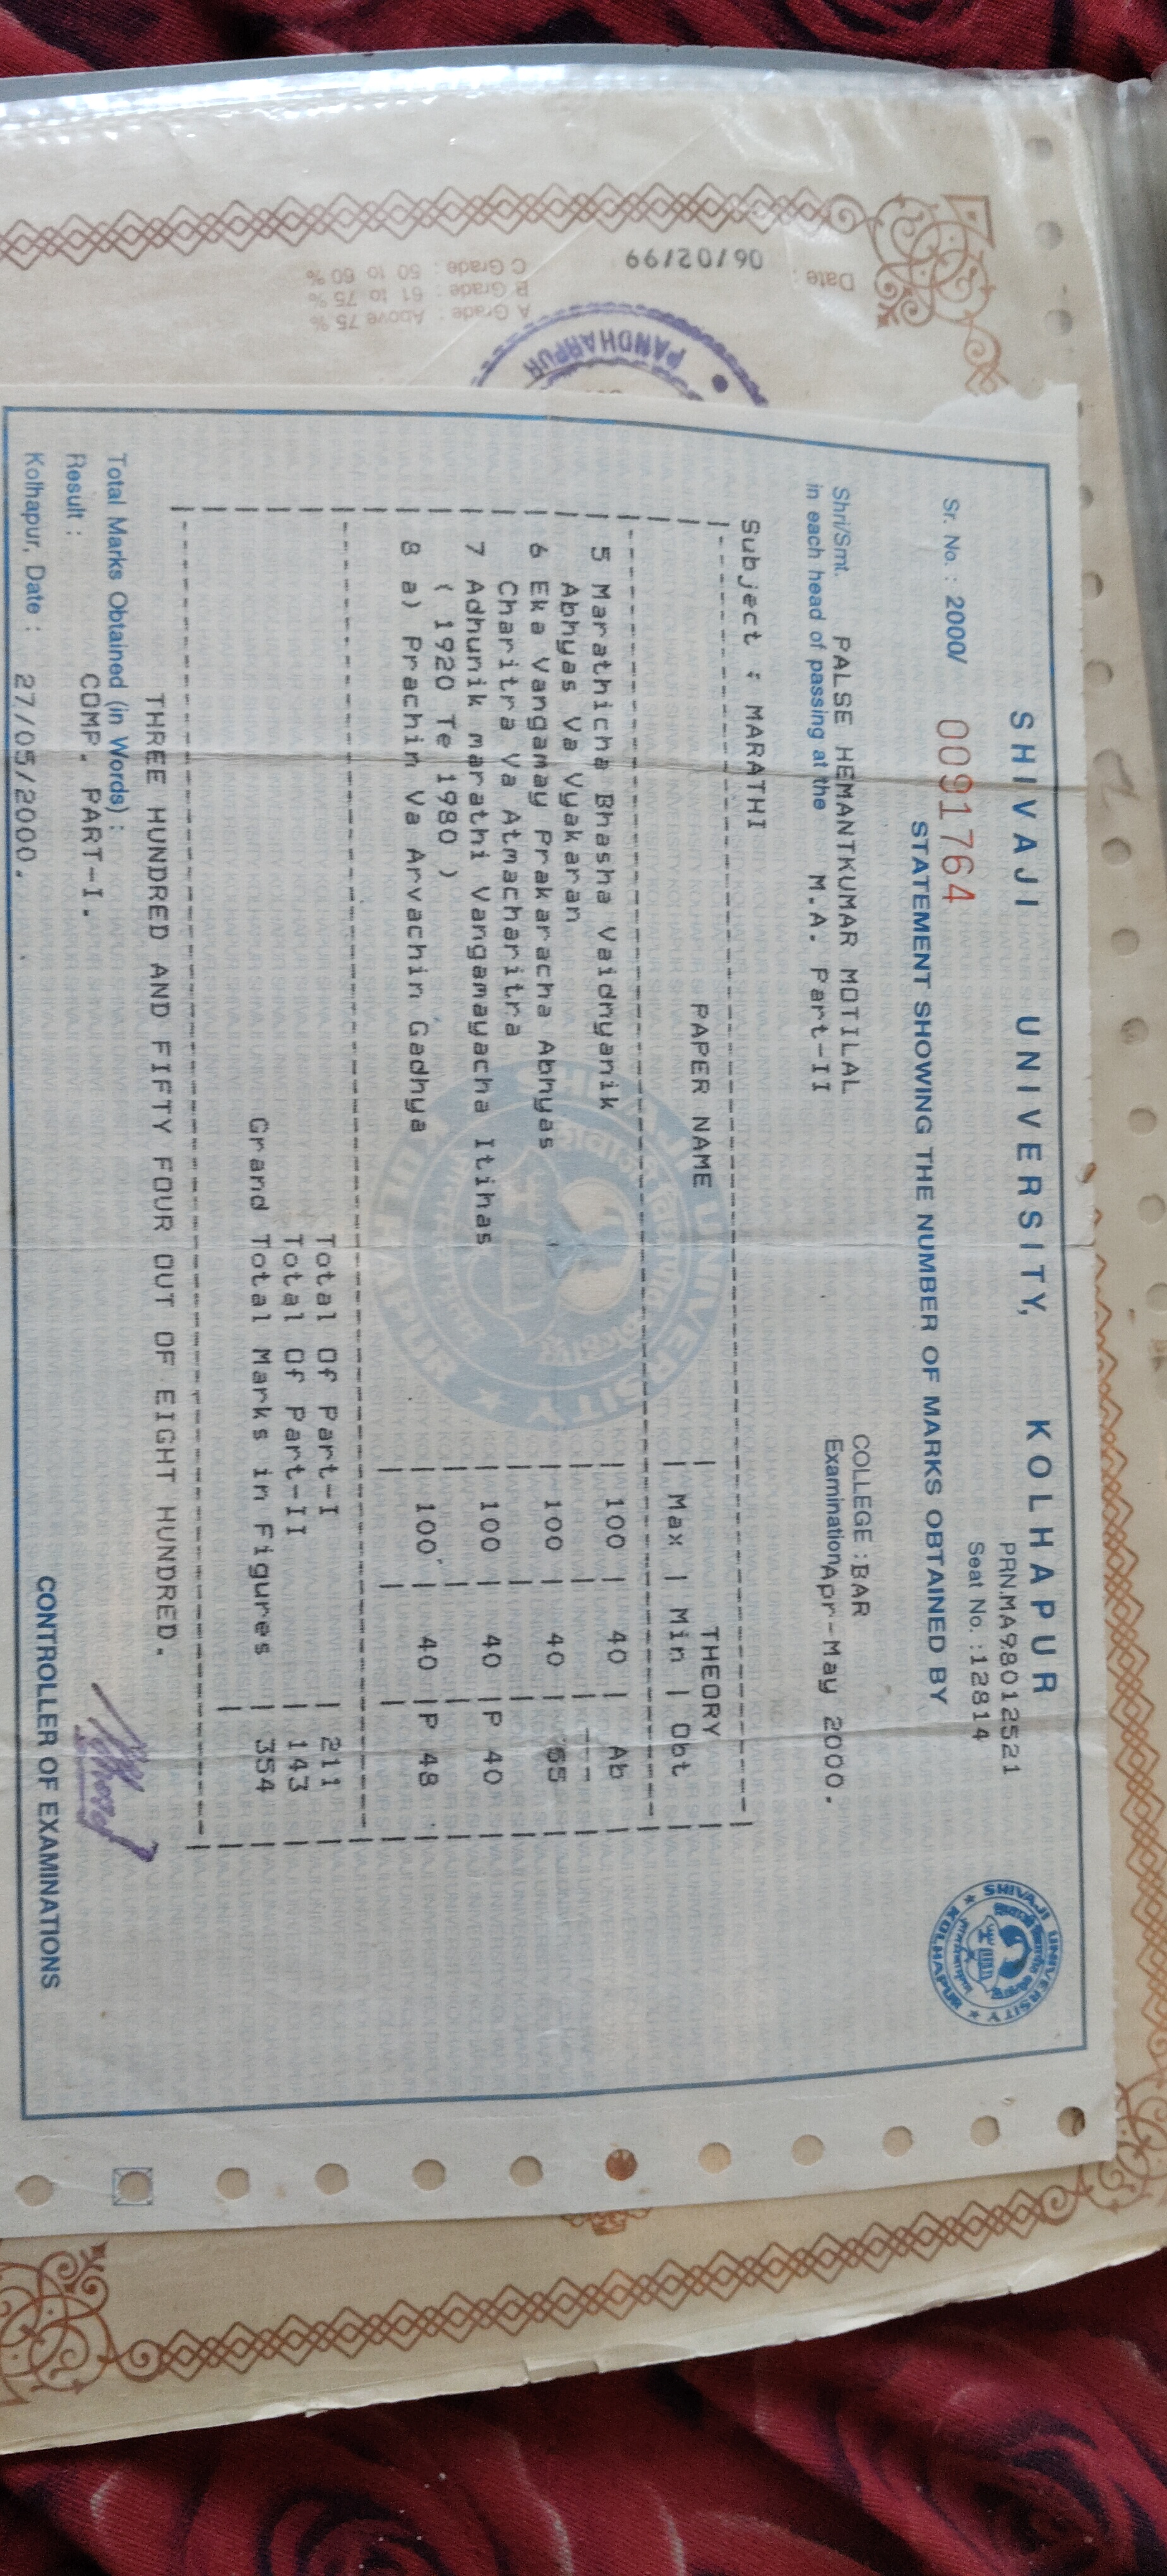 SHIVAJI UNIVERSITY, KOLHAPUR
PRN.MA98012521
Sr. No. : 2000/ 0091764
Seat No. :12814
STATEMENT SHOWING THE NUMBER OF MARKS OBTAINED BY
COLLEGE :BAR
Shri/Smt. PALSE HEMANTKUMAR MOTILAL
in each head of passing at the M.A. Part-II Examination Apr-May 2000.
Subject : MARATHI
PAPER NAME | THEORY
| Max | Min | Obt |
5 Marathicha Bhasha Vaidnyanik | 100 | 40 | Ab |
Abhyas Va Vyakaran | | | --- |
6 Eka Vangamay Prakaracha Abhyas | 100 | 40 | 55 |
Charitra Va Atmacharitra
7 Adhunik marathi Vangamayacha Itihas | 100 | 40 |P 40 |
( 1920 Te 1980 )
8 a) Prachin Va Arvachin Gadhya | 100 | 40 |P 48 |
Total Of Part-I | 211 |
Total Of Part-II | 143 |
Grand Total Marks in Figures | 354 |
THREE HUNDRED AND FIFTY FOUR OUT OF EIGHT HUNDRED.
Total Marks Obtained (in Words) :
Result : COMP. PART-I.
Kolhapur, Date : 27/05/2000.
CONTROLLER OF EXAMINATIONS
SHIVAJI UNIVERSITY
KOLHAPUR
Date : 06/02/99
A Grade : Above 75 %
B Grade : 61 to 75 %
C Grade : 50 to 60 %
PANDHARPUR